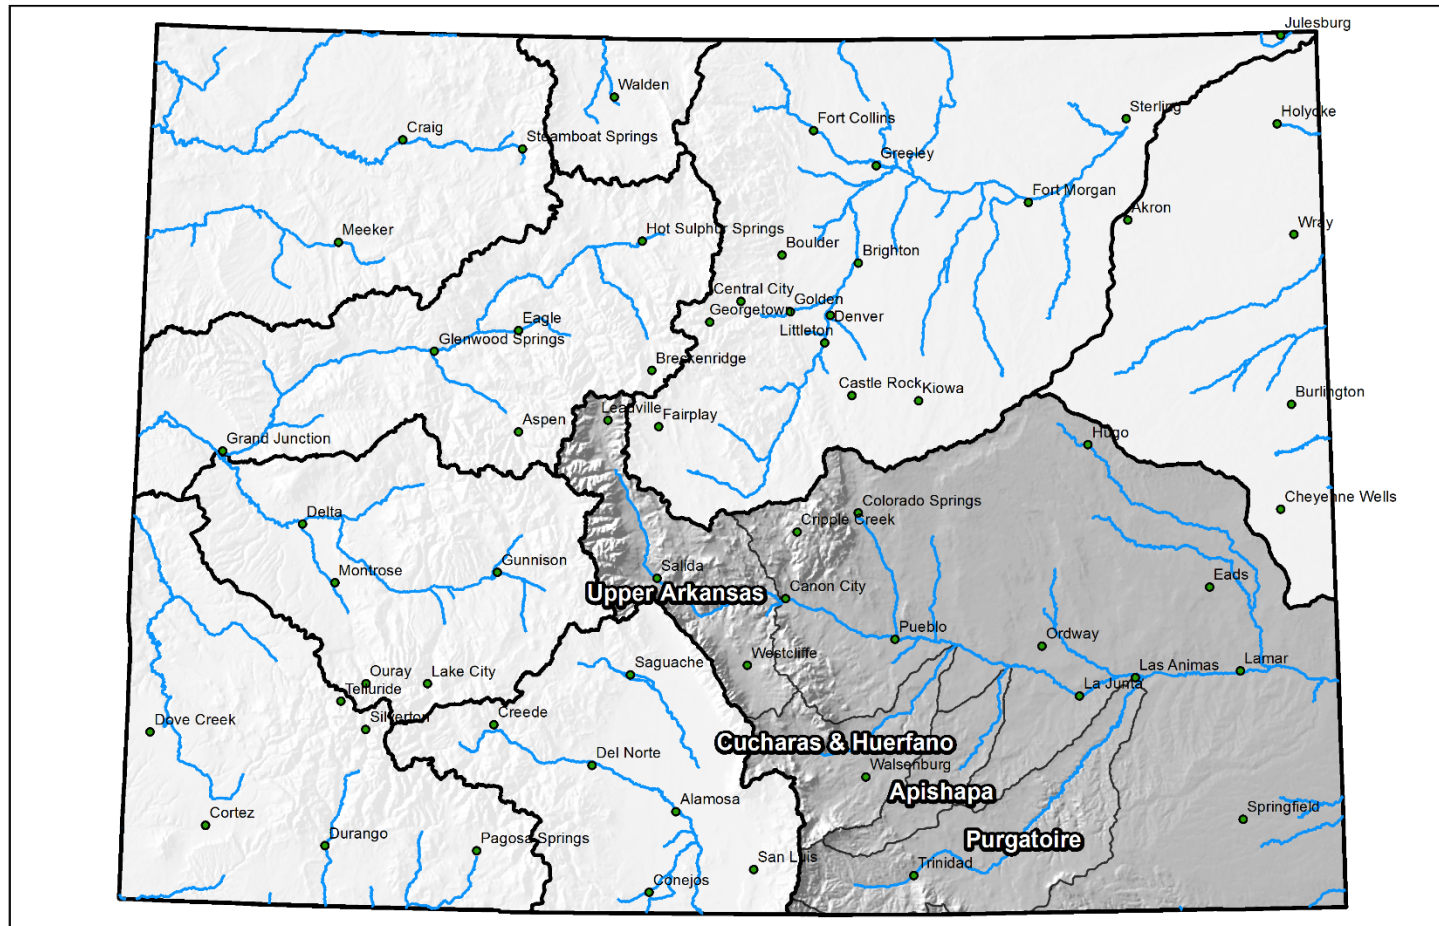 Julesburg
Walden
Sterling
Holyoke
Fort Collins
Craig
Steamboat Springs
Greeley
Fort Morgan
Akron
Meeker
Hot Sulphur Springs
Wray
Boulder
Brighton
Central City
Golden
Georgetown
Denver
Eagle
Littleton
Glenwood Springs
Breckenridge
Castle Rock
Kiowa
Burlington
Leadville
Aspen
Fairplay
Grand Junction
Hugo
Colorado Springs
Cheyenne Wells
Delta
Cripple Creek
Gunnison
Salida
Montrose
Eads
Upper Arkansas
Canon City
Pueblo
Ordway
Westcliffe
Las Animas
Lamar
Ouray
Lake City
Saguache
Telluride
La Junta
Dove Creek
Silverton
Creede
Cucharas & Huerfano
Del Norte
Walsenburg
Apishapa
Alamosa
Springfield
Cortez
Durango
Pagosa Springs
Purgatoire
San Luis
Trinidad
Conejos